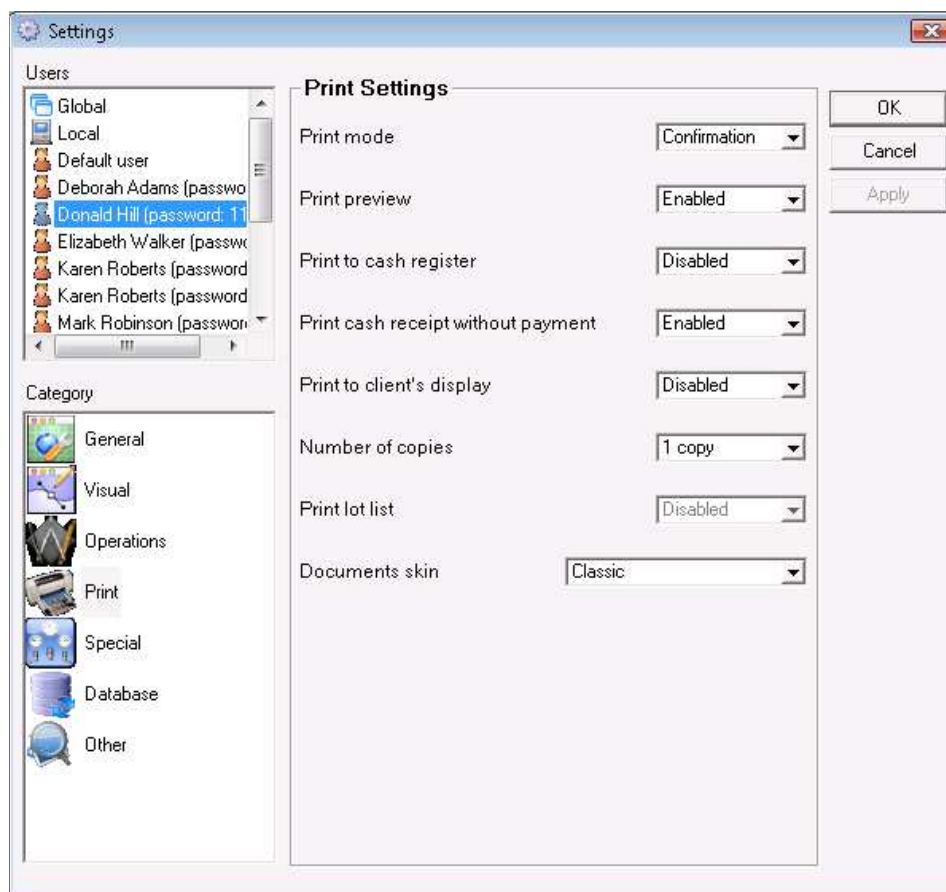 Settings
Users
Global
Local
Default user
Deborah Adams (passwo
Donald Hill (password: 11
Elizabeth Walker (passwo
Karen Roberts (password
Karen Roberts (password
Mark Robinson (passwor
Category
General
Visual
Operations
Print
Special
Database
Other
Print Settings
Print mode Confirmation
Print preview Enabled
Print to cash register Disabled
Print cash receipt without payment Enabled
Print to client's display Disabled
Number of copies 1 copy
Print lot list Disabled
Documents skin Classic
OK
Cancel
Apply